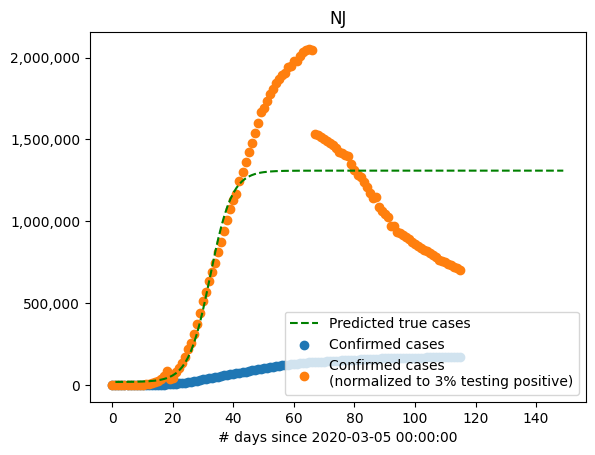 NJ
2,000,000
1,500,000
1,000,000
500,000
0
0 20 40 60 80 100 120 140
# days since 2020-03-05 00:00:00
Predicted true cases
Confirmed cases
Confirmed cases
(normalized to 3% testing positive)